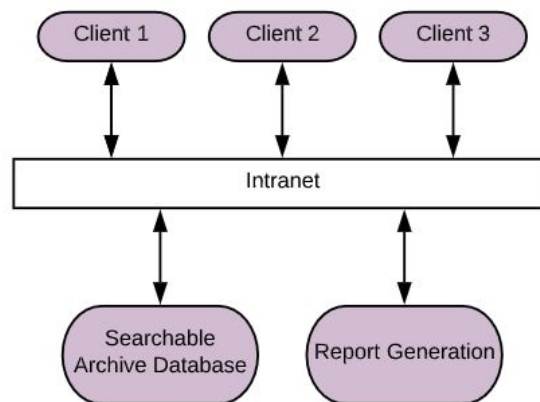 Client 1
Client 2
Client 3
Intranet
Searchable
Archive Database
Report Generation